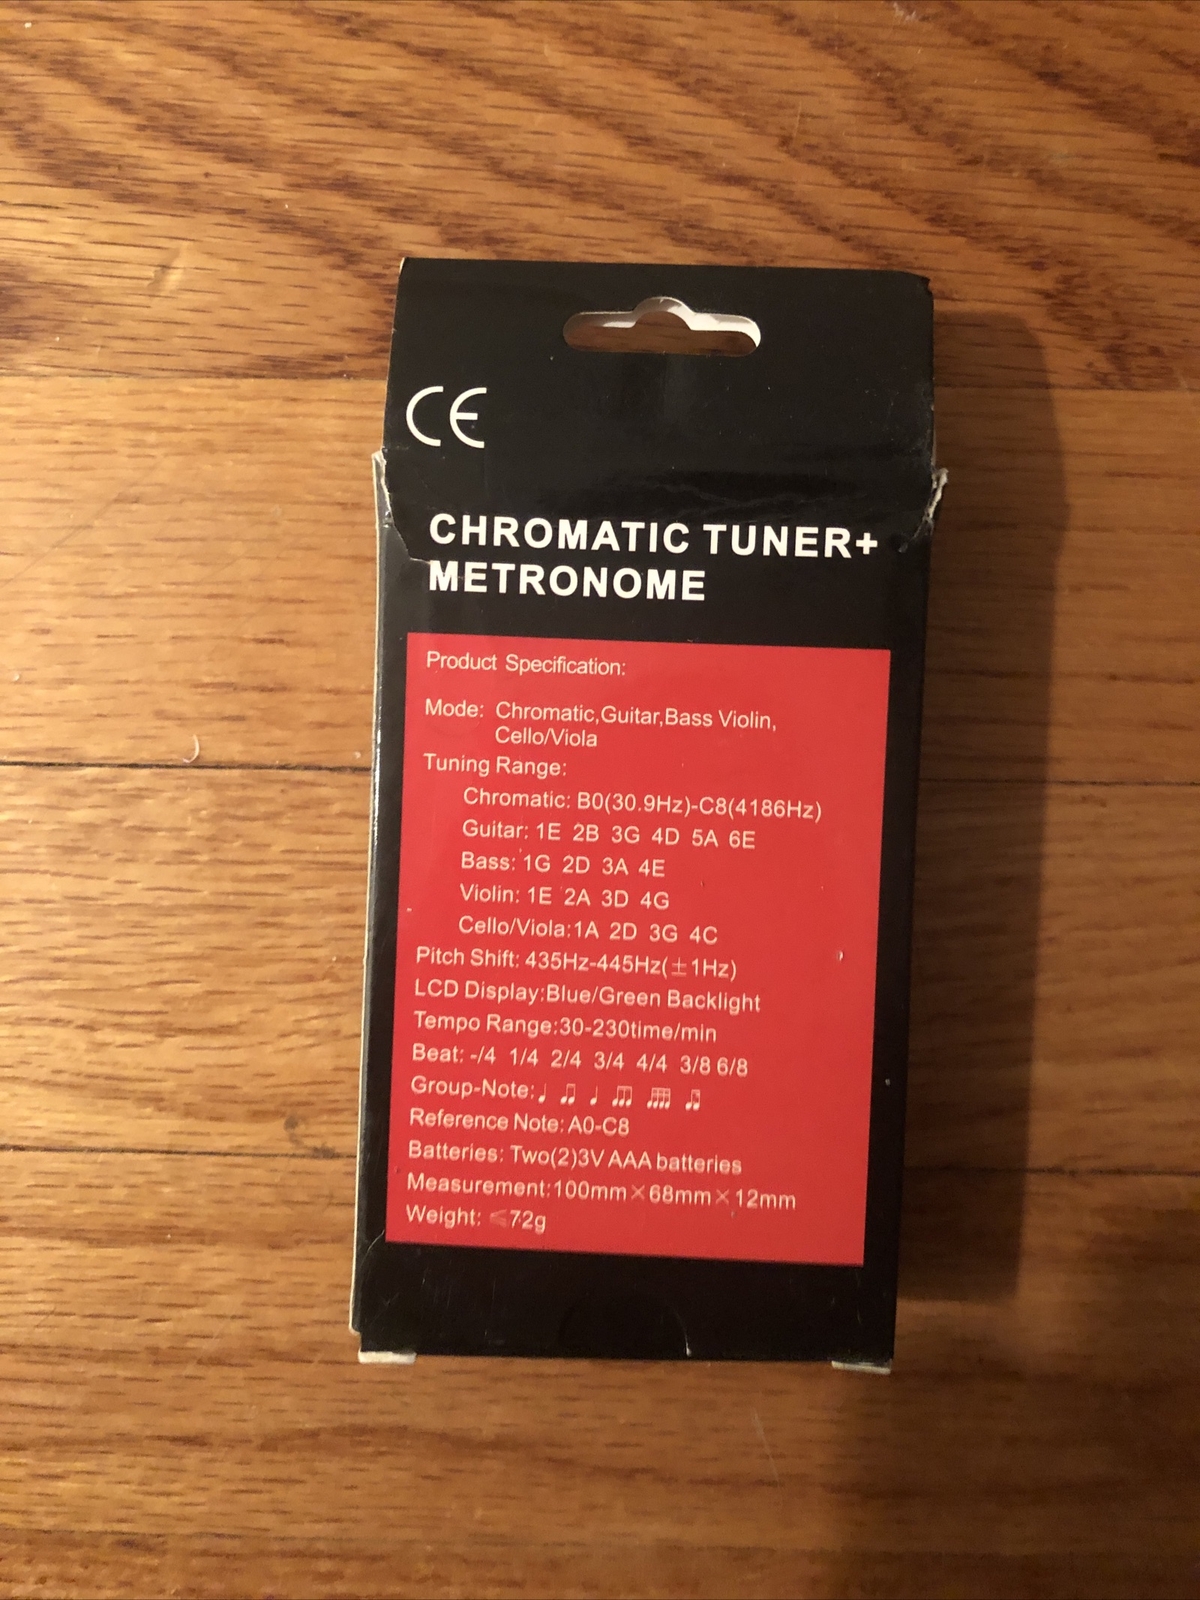 CE
CHROMATIC TUNER+
METRONOME
Product Specification:
Mode: Chromatic,Guitar,Bass Violin,
Cello/Viola
Tuning Range:
Chromatic: B0(30.9Hz)-C8(4186Hz)
Guitar: 1E 2B 3G 4D 5A 6E
Bass: 1G 2D 3A 4E
Violin: 1E 2A 3D 4G
Cello/Viola:1A 2D 3G 4C
Pitch Shift: 435Hz-445Hz(±1Hz)
LCD Display:Blue/Green Backlight
Tempo Range:30-230time/min
Beat: -/4 1/4 2/4 3/4 4/4 3/8 6/8
Group-Note:
Reference Note: A0-C8
Batteries: Two(2)3V AAA batteries
Measurement:100mm×68mm×12mm
Weight: ≤72g